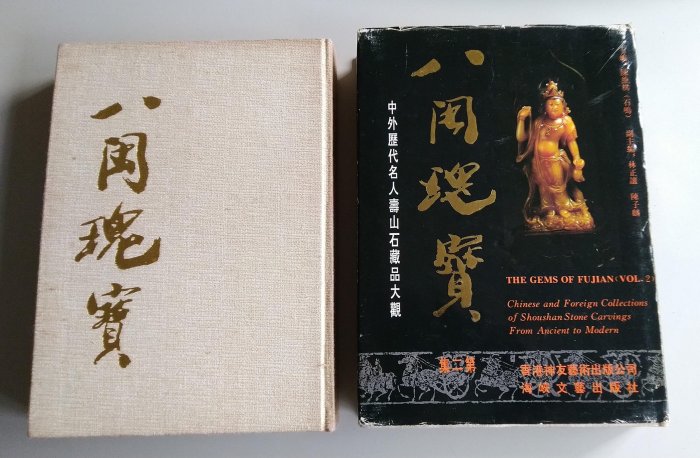 八闽瑰寳
八闽瑰寳
中外歷代名人壽山石藏品大觀
THE GEMS OF FUJIAN (VOL. 2)
Chinese and Foreign Collections
of Shoushan Stone Carvings
From Ancient to Modern
第二集
香港神友藝術出版公司
海峽文藝出版社